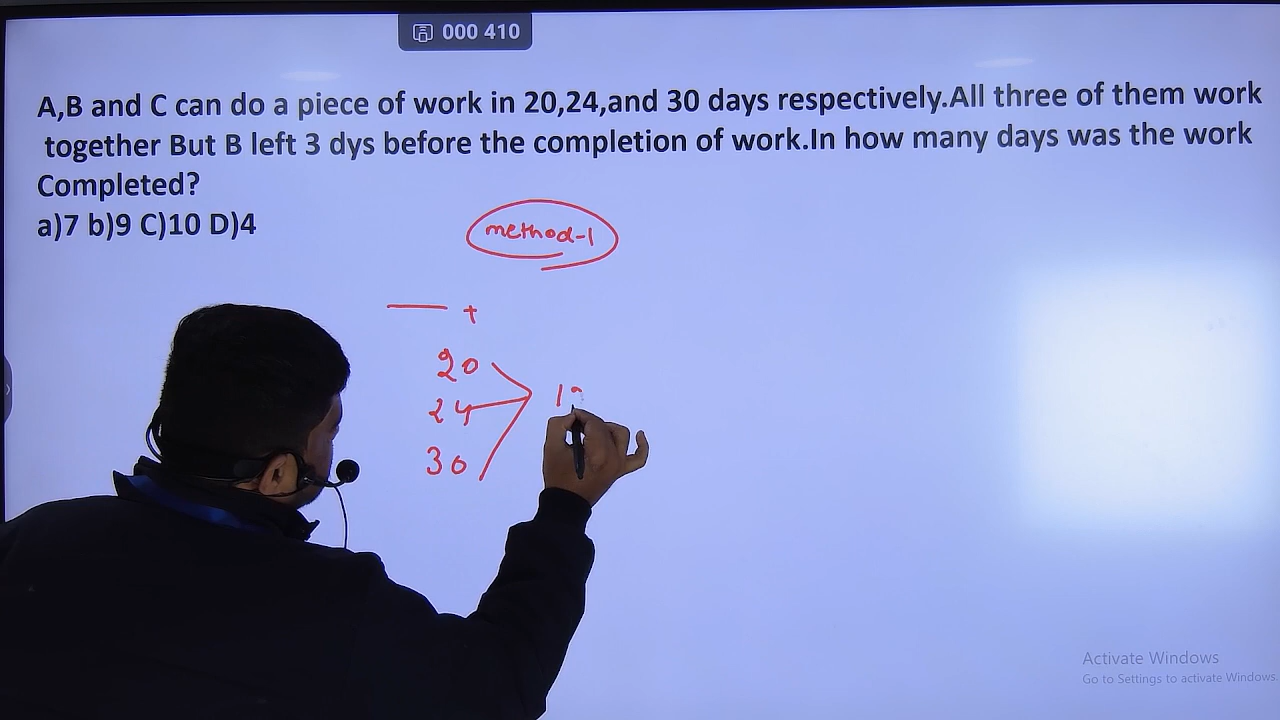 000 410
A,B and C can do a piece of work in 20,24,and 30 days respectively.All three of them work
together But B left 3 dys before the completion of work.In how many days was the work
Completed?
a)7 b)9 C)10 D)4
method-1
+
20
24
30
Activate Windows
Go to Settings to activate Windows.